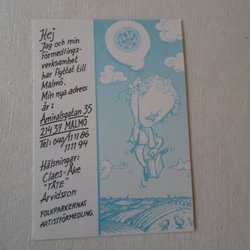 Hej
Jag och min
förmedlings-
verksamhet
har flyttat till
Malmö.
Min nya adress
är:
Amiralsgatan 35
214 37 MALMÖ
Tel: 040/11 11 86
11 11 94
Hälsningar:
Claes-Åke
"TÅTE"
Arvidsson
FOLKPARKERNAS
ARTISTFÖRMEDLING.